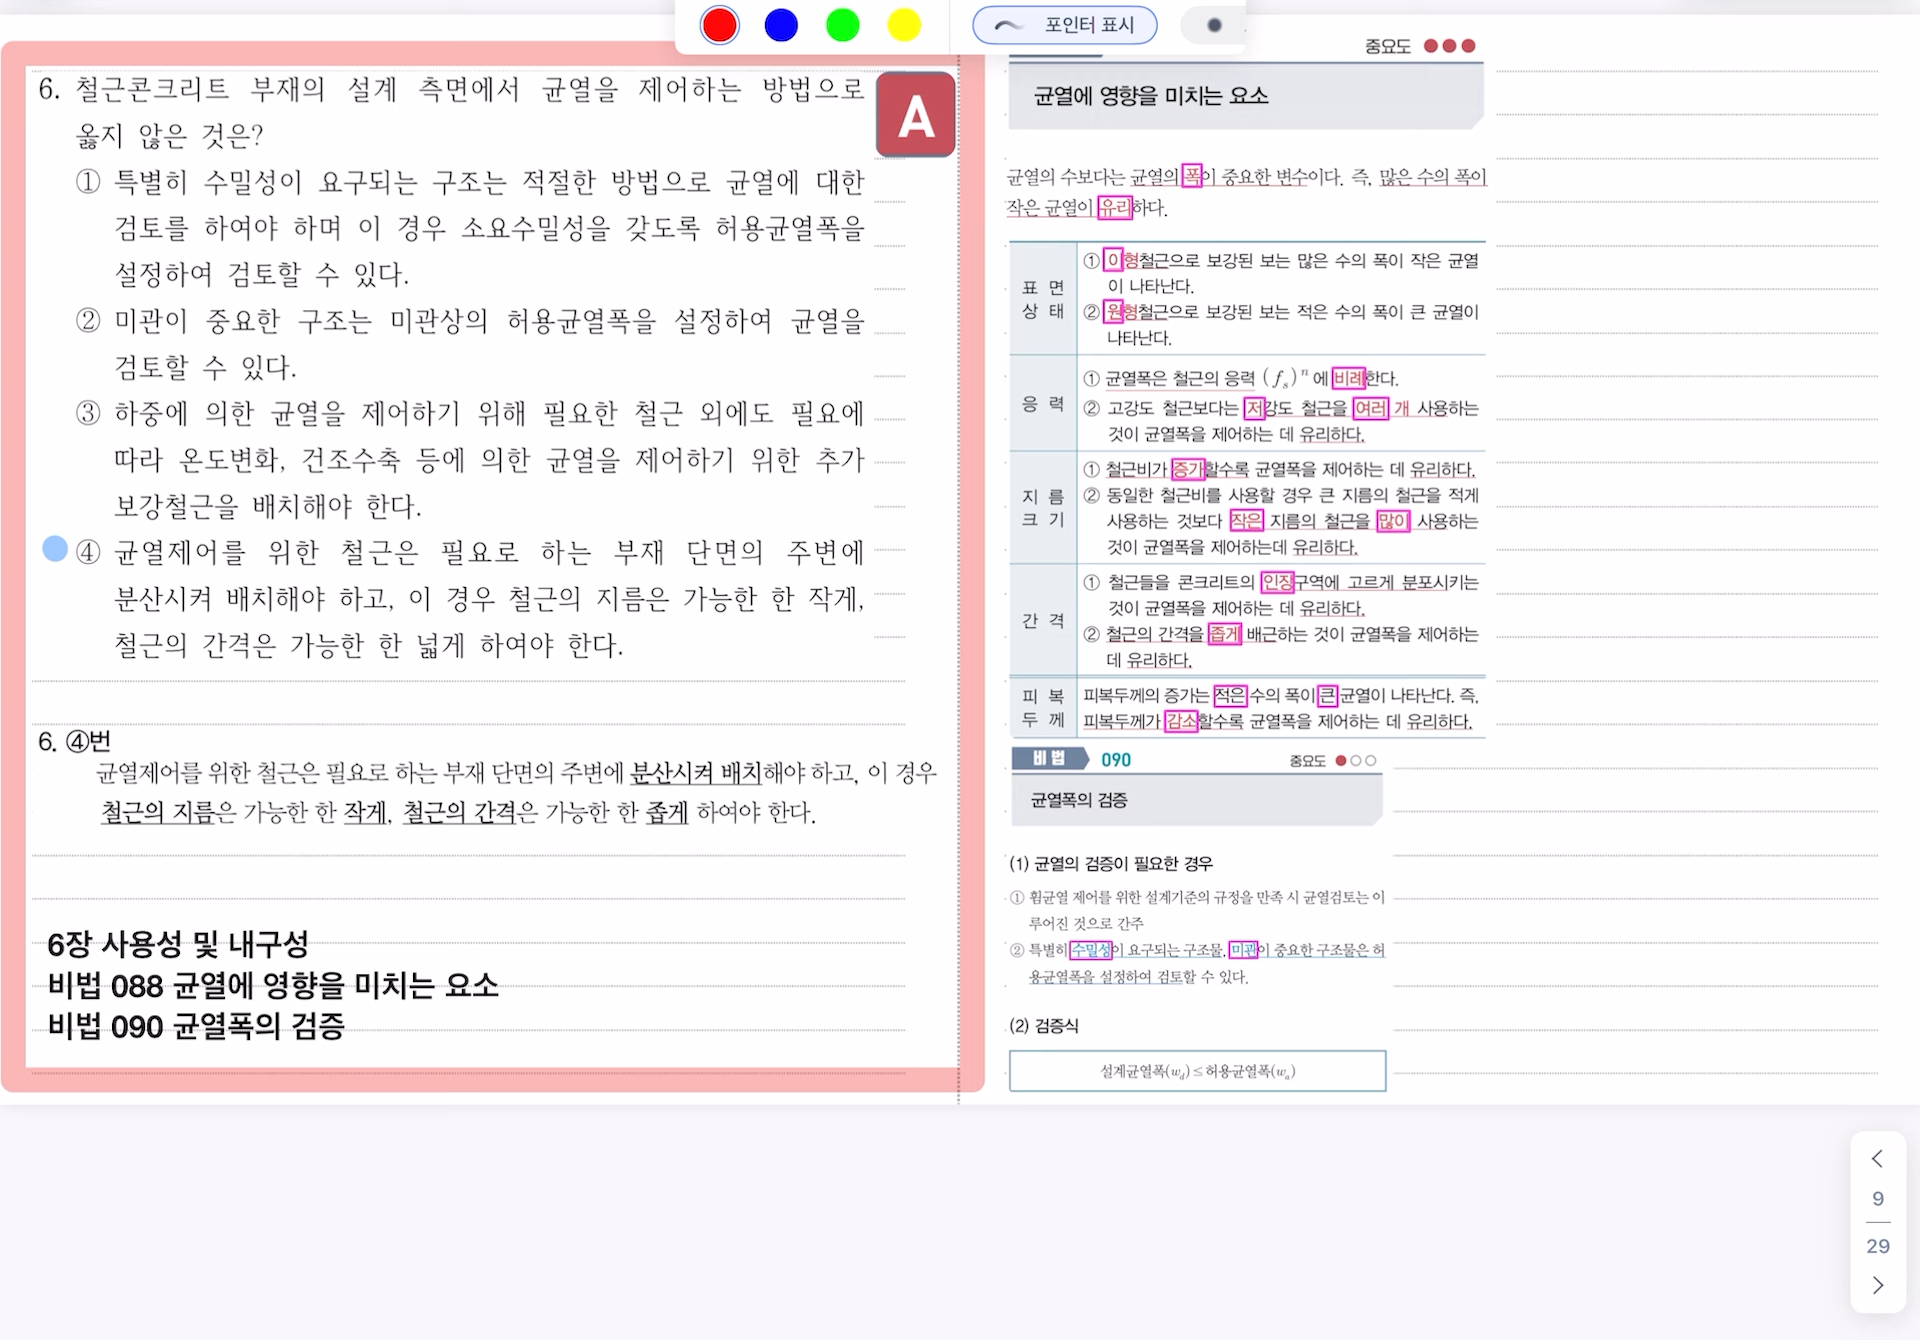 포인터 표시
6. 철근콘크리트 부재의 설계 측면에서 균열을 제어하는 방법으로
옳지 않은 것은?
A
① 특별히 수밀성이 요구되는 구조는 적절한 방법으로 균열에 대한
검토를 하여야 하며 이 경우 소요수밀성을 갖도록 허용균열폭을
설정하여 검토할 수 있다.
② 미관이 중요한 구조는 미관상의 허용균열폭을 설정하여 균열을
검토할 수 있다.
③ 하중에 의한 균열을 제어하기 위해 필요한 철근 외에도 필요에
따라 온도변화, 건조수축 등에 의한 균열을 제어하기 위한 추가
보강철근을 배치해야 한다.
④ 균열제어를 위한 철근은 필요로 하는 부재 단면의 주변에
분산시켜 배치해야 하고, 이 경우 철근의 지름은 가능한 한 작게,
철근의 간격은 가능한 한 넓게 하여야 한다.
6. ④번
균열제어를 위한 철근은 필요로 하는 부재 단면의 주변에 분산시켜 배치해야 하고, 이 경우
철근의 지름은 가능한 한 작게, 철근의 간격은 가능한 한 좁게 하여야 한다.
6장 사용성 및 내구성
비법 088 균열에 영향을 미치는 요소
비법 090 균열폭의 검증
중요도
균열에 영향을 미치는 요소
균열의 수보다는 균열의 폭이 중요한 변수이다. 즉, 많은 수의 폭이
작은 균열이 유리하다.
표 면
상 태
① 이형철근으로 보강된 보는 많은 수의 폭이 작은 균열
이 나타난다.
② 원형철근으로 보강된 보는 적은 수의 폭이 큰 균열이
나타난다.
응 력
① 균열폭은 철근의 응력 (fₛ)ⁿ에 비례한다.
② 고강도 철근보다는 저강도 철근을 여러 개 사용하는
것이 균열폭을 제어하는 데 유리하다.
지 름
크 기
① 철근비가 증가할수록 균열폭을 제어하는 데 유리하다.
② 동일한 철근비를 사용할 경우 큰 지름의 철근을 적게
사용하는 것보다 작은 지름의 철근을 많이 사용하는
것이 균열폭을 제어하는데 유리하다.
간 격
① 철근들을 콘크리트의 인장구역에 고르게 분포시키는
것이 균열폭을 제어하는 데 유리하다.
② 철근의 간격을 좁게 배근하는 것이 균열폭을 제어하는
데 유리하다.
피 복
두 께
피복두께의 증가는 적은 수의 폭이 큰 균열이 나타난다. 즉,
피복두께가 감소할수록 균열폭을 제어하는 데 유리하다.
비법 090 중요도
균열폭의 검증
(1) 균열의 검증이 필요한 경우
① 휨균열 제어를 위한 설계기준의 규정을 만족 시 균열검토는 이
루어진 것으로 간주
② 특별히 수밀성이 요구되는 구조물, 미관이 중요한 구조물은 허
용균열폭을 설정하여 검토할 수 있다.
(2) 검증식
설계균열폭(w_d) ≤ 허용균열폭(w_a)
9
29